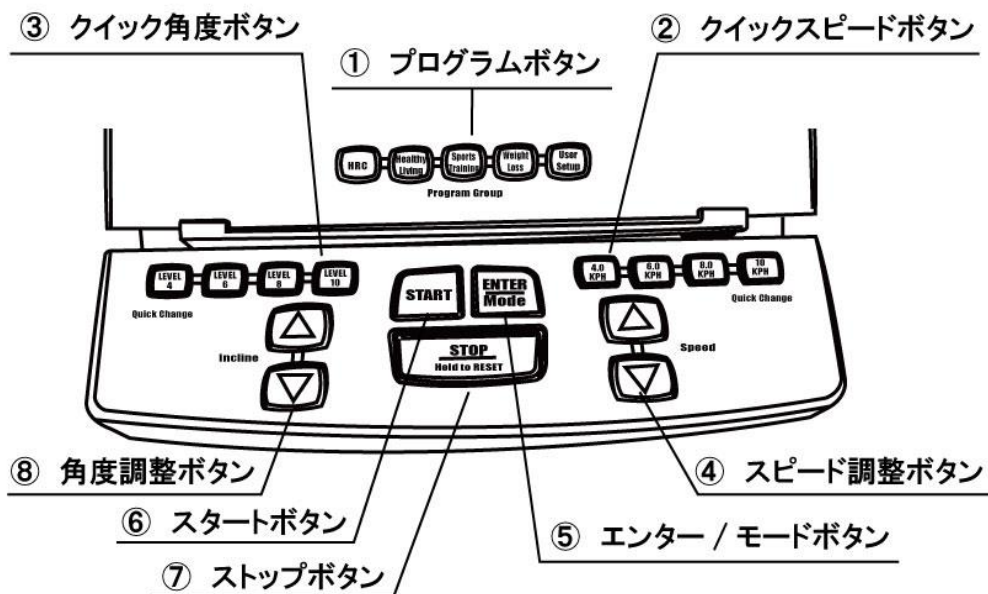 ③ クイック角度ボタン
② クイックスピードボタン
① プログラムボタン
HRC
Healthy
Living
Sports
Training
Weight
Loss
User
Setup
Program Group
LEVEL
4
LEVEL
6
LEVEL
8
LEVEL
10
Quick Change
START
ENTER
Mode
4.0
KPH
6.0
KPH
8.0
KPH
10
KPH
Quick Change
Incline
STOP
Hold to RESET
Speed
⑧ 角度調整ボタン
④ スピード調整ボタン
⑥ スタートボタン
⑤ エンター / モードボタン
⑦ ストップボタン